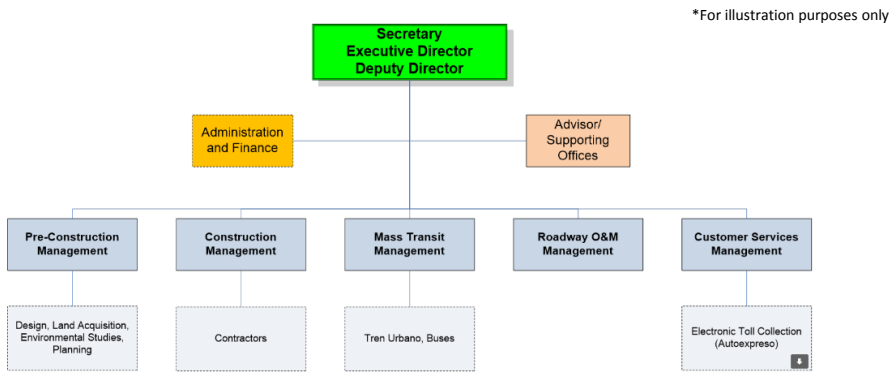 *For illustration purposes only
Secretary
Executive Director
Deputy Director
Administration
and Finance
Advisor/
Supporting
Offices
Pre-Construction
Management
Construction
Management
Mass Transit
Management
Roadway O&M
Management
Customer Services
Management
Design, Land Acquisition,
Environmental Studies,
Planning
Contractors
Tren Urbano, Buses
Electronic Toll Collection
(Autoexpreso)